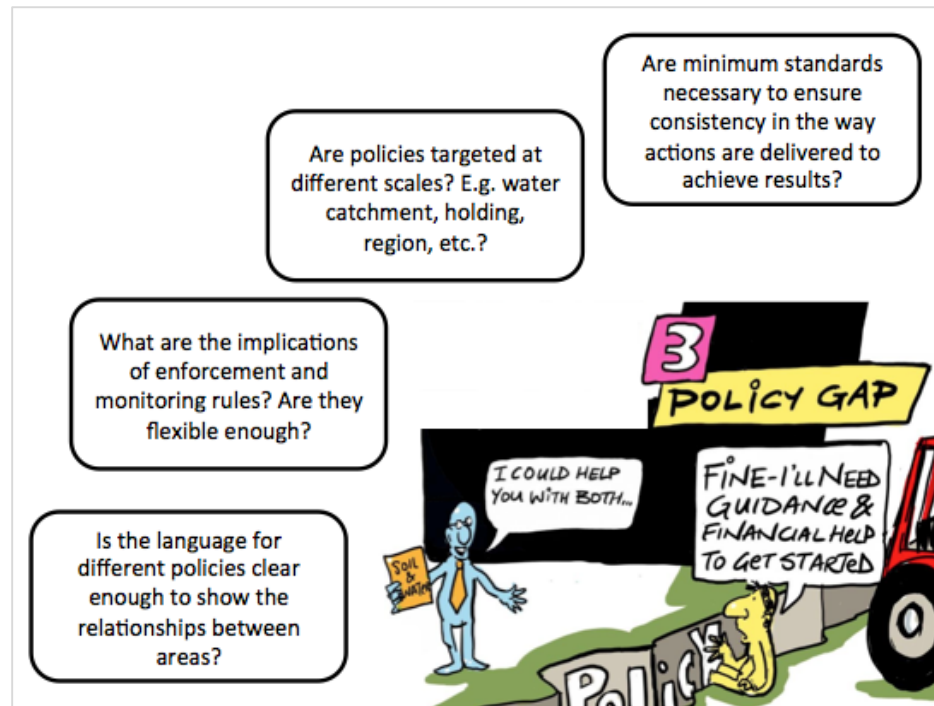 Are minimum standards
necessary to ensure
consistency in the way
actions are delivered to
achieve results?
Are policies targeted at
different scales? E.g. water
catchment, holding,
region, etc.?
What are the implications
of enforcement and
monitoring rules? Are they
flexible enough?
Is the language for
different policies clear
enough to show the
relationships between
areas?
3
POLICY GAP
I COULD HELP
YOU WITH BOTH...
FINE-I'LL NEED
GUIDANCE &
FINANCIAL HELP
TO GET STARTED
SOIL
&
WATER
POLICY